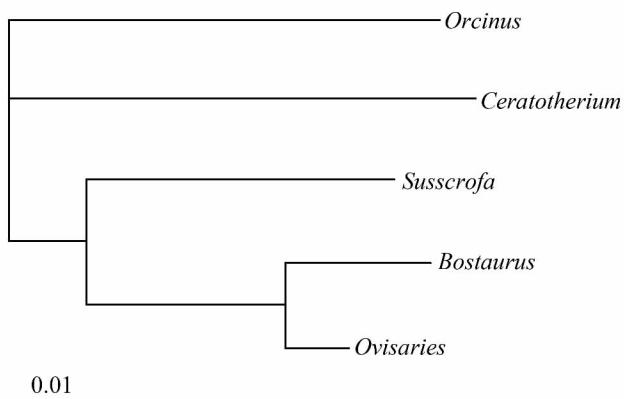 Orcinus
Ceratotherium
Susscrofa
Bostaurus
Ovisaries
0.01